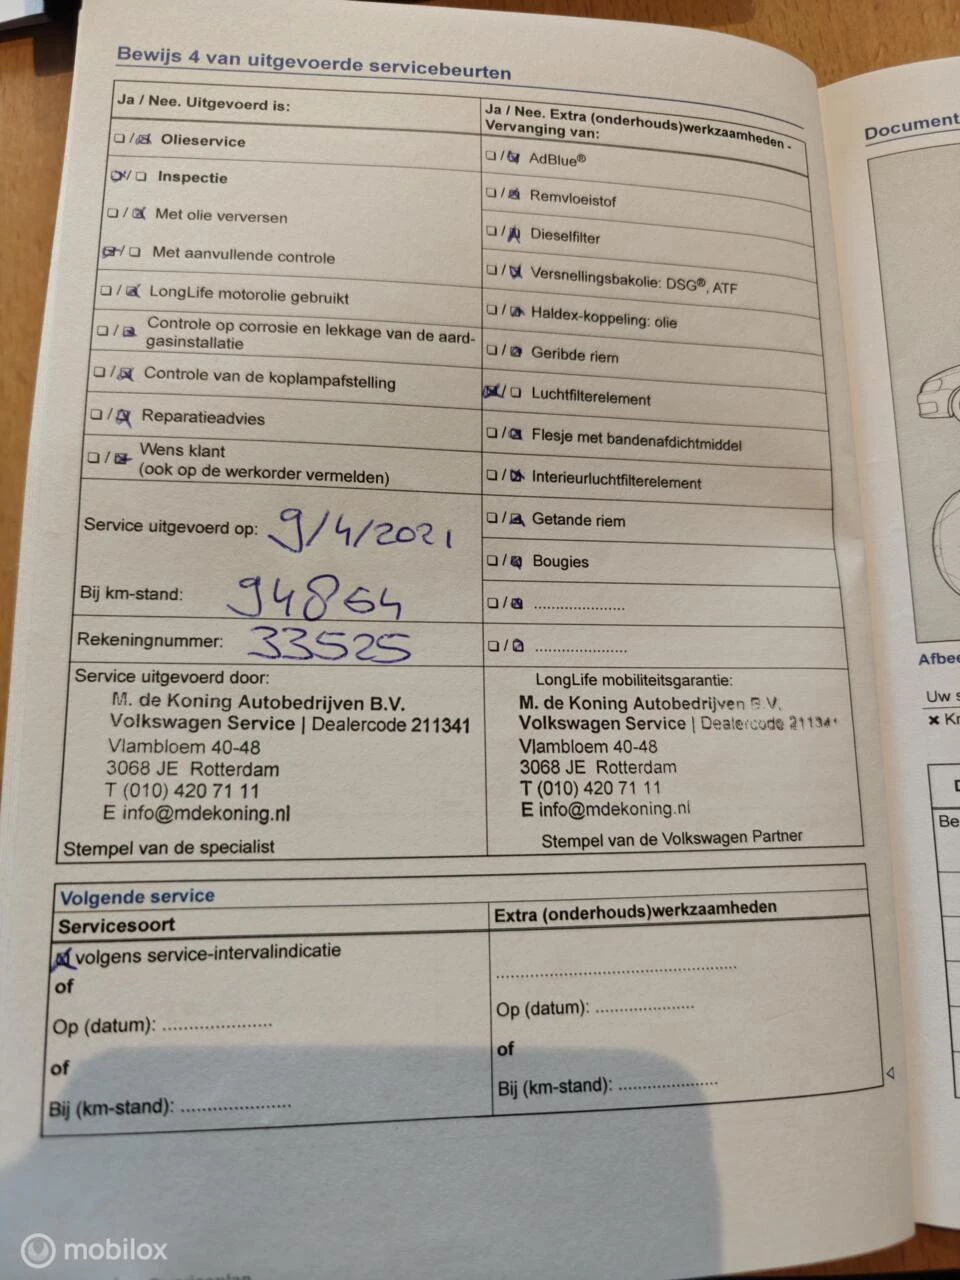 Bewijs 4 van uitgevoerde servicebeurten
Ja / Nee. Uitgevoerd is:
☐ / ☒ Olieservice
☒ / ☐ Inspectie
☐ / ☒ Met olie verversen
☒ / ☐ Met aanvullende controle
☐ / ☒ LongLife motorolie gebruikt
☐ / ☒ Controle op corrosie en lekkage van de aard-
gasinstallatie
☐ / ☒ Controle van de koplampafstelling
☐ / ☒ Reparatieadvies
☐ / ☒ Wens klant
(ook op de werkorder vermelden)
Service uitgevoerd op: 9/4/2021
Bij km-stand: 94864
Rekeningnummer: 33525
Ja / Nee. Extra (onderhouds)werkzaamheden -
Vervanging van:
☐ / ☒ AdBlue®
☐ / ☒ Remvloeistof
☐ / ☒ Dieselfilter
☐ / ☒ Versnellingsbakolie: DSG®, ATF
☐ / ☒ Haldex-koppeling: olie
☐ / ☒ Geribde riem
☒ / ☐ Luchtfilterelement
☐ / ☒ Flesje met bandenafdichtmiddel
☐ / ☒ Interieurluchtfilterelement
☐ / ☒ Getande riem
☐ / ☒ Bougies
☐ / ☒ .....................
☐ / ☒ .....................
Service uitgevoerd door:
M. de Koning Autobedrijven B.V.
Volkswagen Service | Dealercode 211341
Vlambloem 40-48
3068 JE Rotterdam
T (010) 420 71 11
E info@mdekoning.nl
Stempel van de specialist
LongLife mobiliteitsgarantie:
M. de Koning Autobedrijven B.V.
Volkswagen Service | Dealercode 211341
Vlambloem 40-48
3068 JE Rotterdam
T (010) 420 71 11
E info@mdekoning.nl
Stempel van de Volkswagen Partner
Volgende service
Servicesoort
☒ volgens service-intervalindicatie
of
Op (datum): .....................
of
Bij (km-stand): .....................
Extra (onderhouds)werkzaamheden
.............................................
Op (datum): .....................
of
Bij (km-stand): .....................
Document
Afbee
Uw s
× Kr
D
Be
mobilox